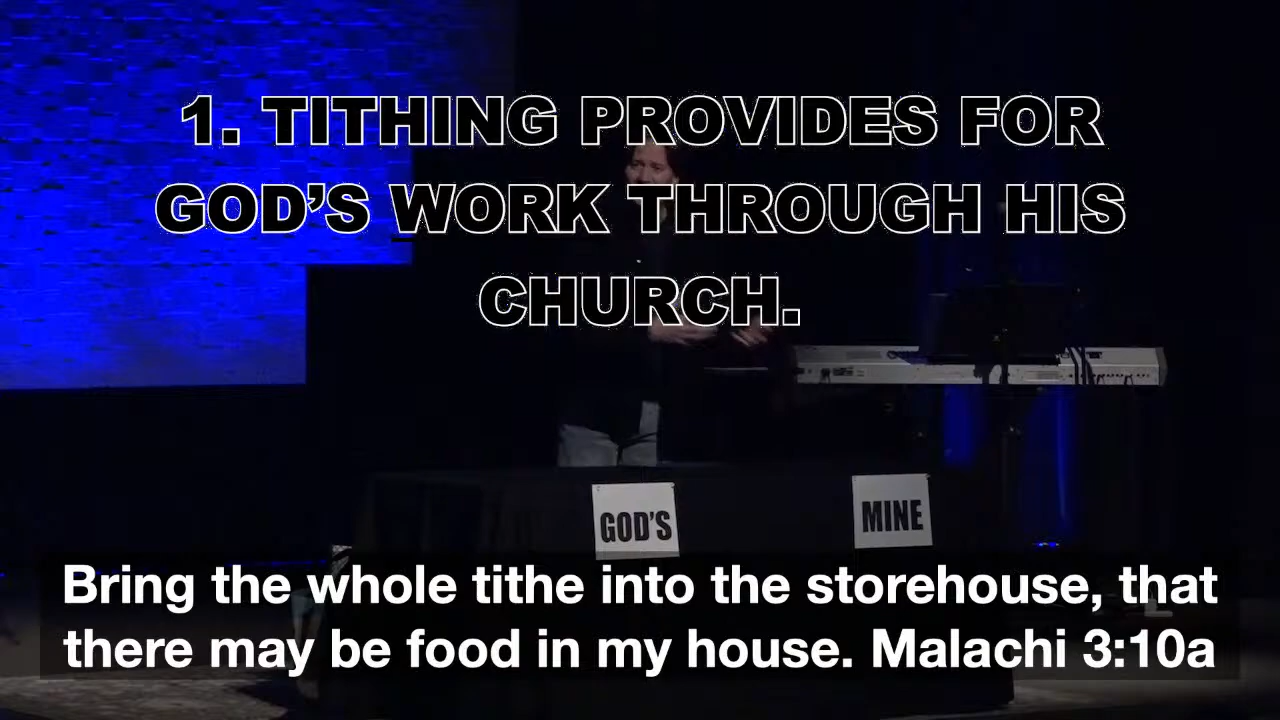 1. TITHING PROVIDES FOR
GOD’S WORK THROUGH HIS
CHURCH.
GOD'S
MINE
Bring the whole tithe into the storehouse, that
there may be food in my house. Malachi 3:10a